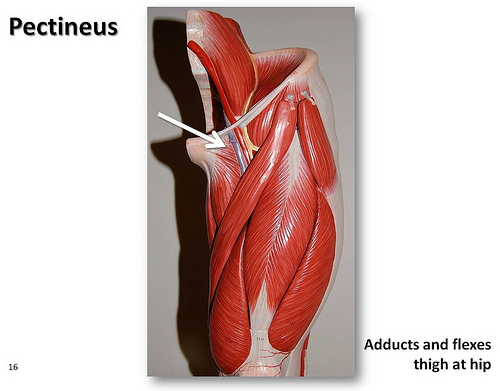 Pectineus
Adducts and flexes
thigh at hip
16